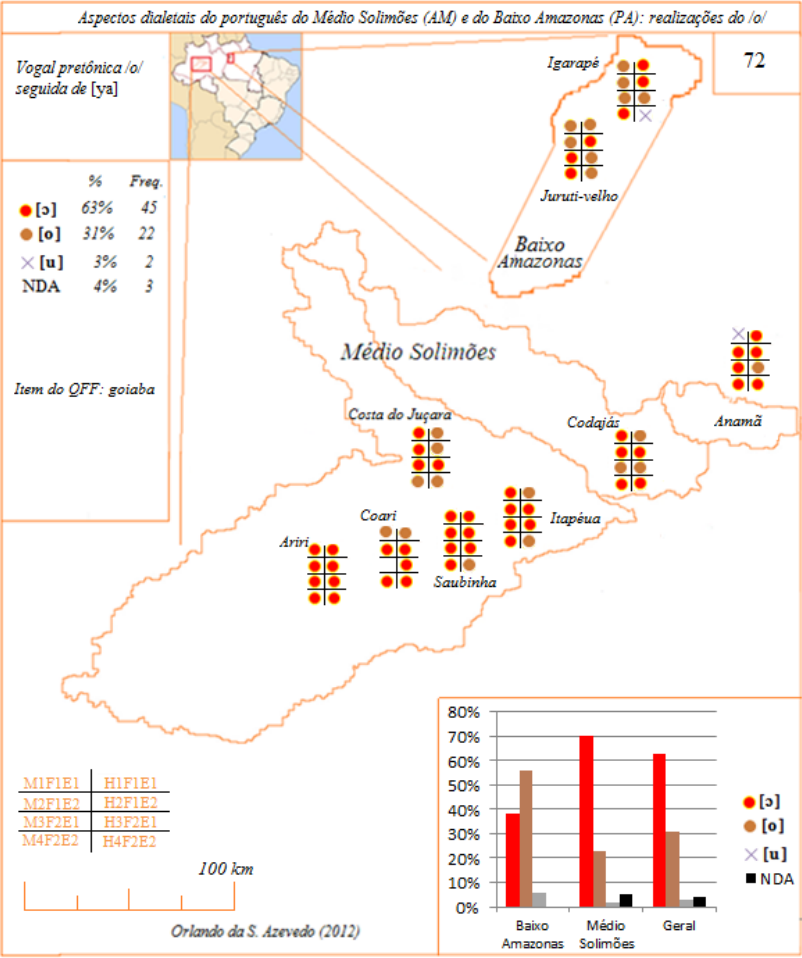 Aspectos dialetais do português do Médio Solimões (AM) e do Baixo Amazonas (PA): realizações do /o/
Vogal pretônica /o/
seguida de [ya]
72
% Freq.
[ɔ] 63% 45
[o] 31% 22
[u] 3% 2
NDA 4% 3
Item do QFF: goiaba
Igarapé
Juruti-velho
Baixo
Amazonas
Médio Solimões
Costa do Juçara
Codajás
Anamã
Coari
Itapéua
Ariri
Saubinha
M1F1E1 H1F1E1
M2F1E2 H2F1E2
M3F2E1 H3F2E1
M4F2E2 H4F2E2
100 km
Orlando da S. Azevedo (2012)
80%
70%
60%
50%
40%
30%
20%
10%
0%
Baixo
Amazonas
Médio
Solimões
Geral
[ɔ]
[o]
[u]
NDA